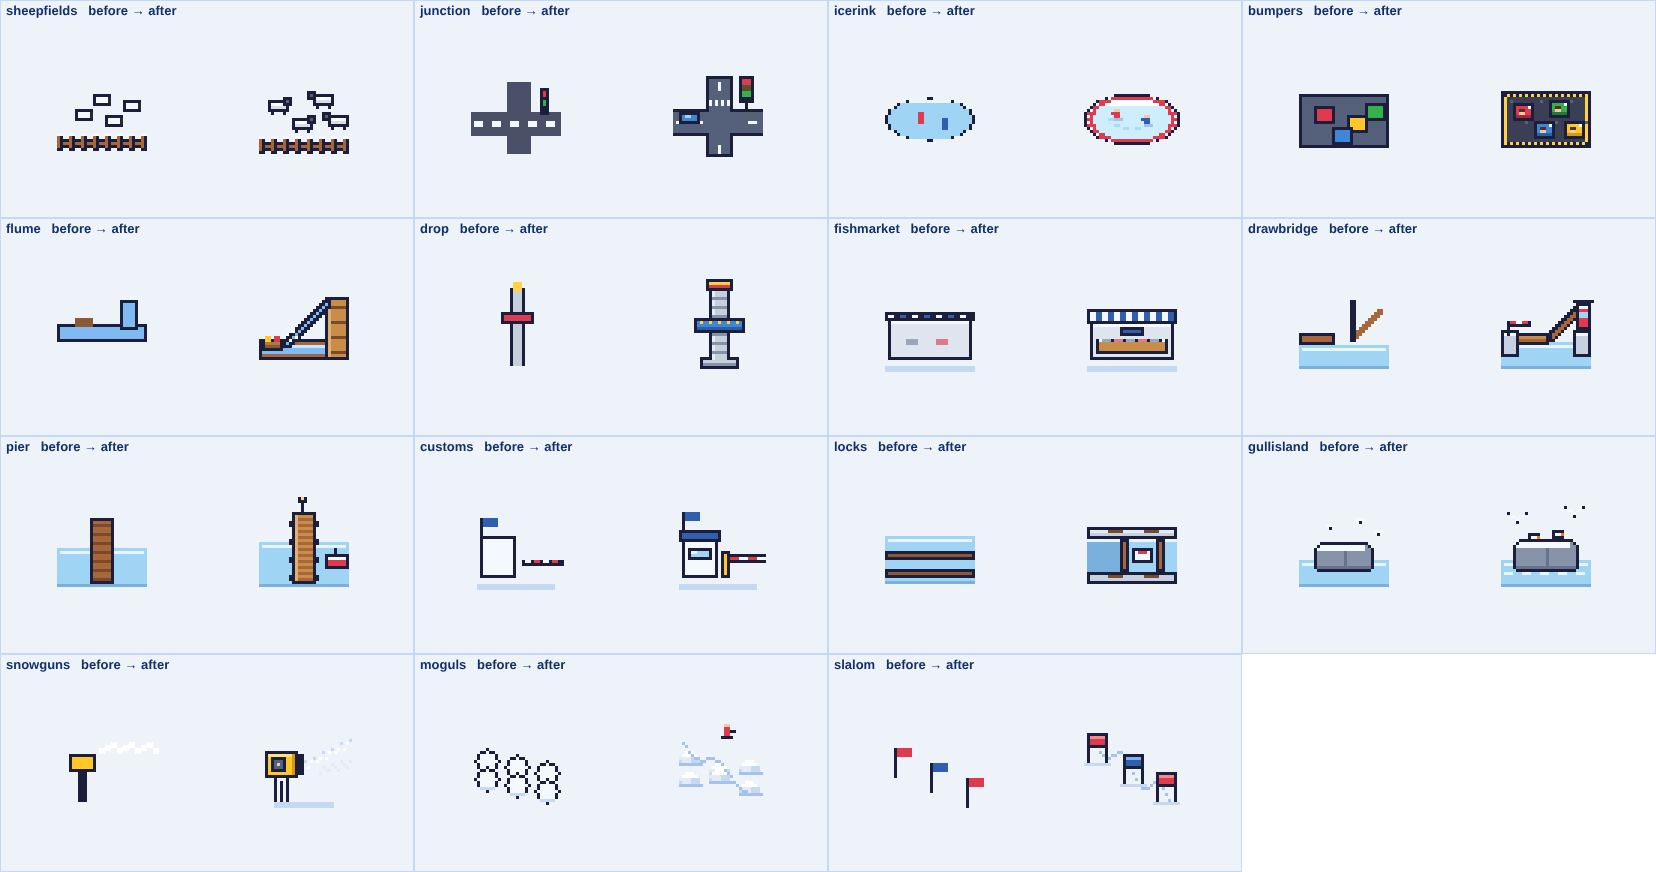 sheepfields before → after
junction before → after
icerink before → after
bumpers before → after
flume before → after
drop before → after
fishmarket before → after
drawbridge before → after
pier before → after
customs before → after
locks before → after
gullisland before → after
snowguns before → after
moguls before → after
slalom before → after